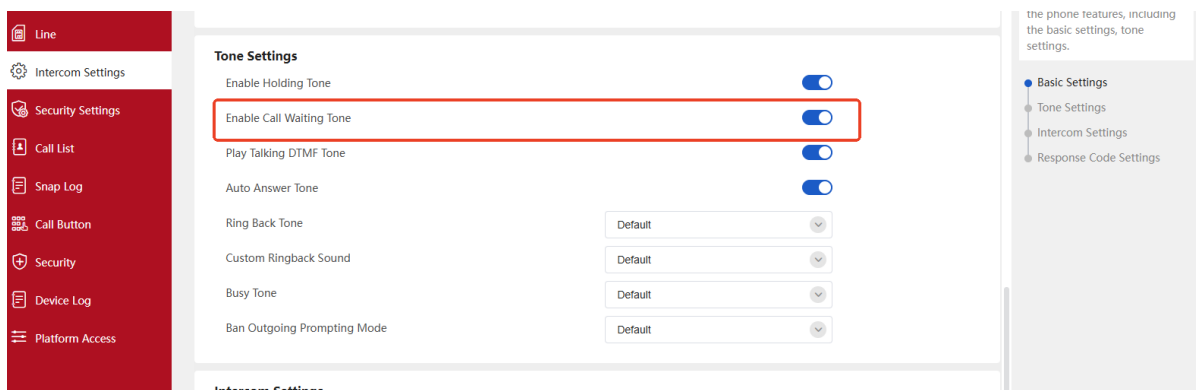 Line
Intercom Settings
Security Settings
Call List
Snap Log
Call Button
Security
Device Log
Platform Access
Tone Settings
Enable Holding Tone
Enable Call Waiting Tone
Play Talking DTMF Tone
Auto Answer Tone
Ring Back Tone Default
Custom Ringback Sound Default
Busy Tone Default
Ban Outgoing Prompting Mode Default
Intercom Settings
the phone features, including
the basic settings, tone
settings.
Basic Settings
Tone Settings
Intercom Settings
Response Code Settings